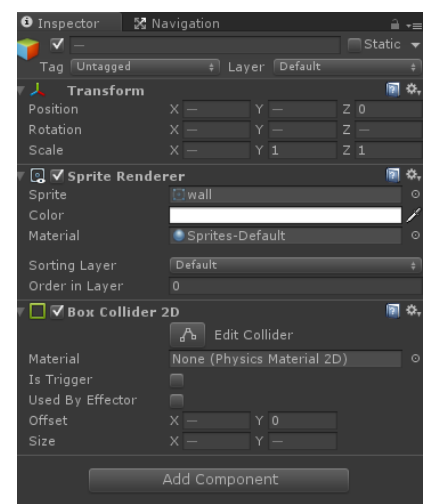 Inspector Navigation
— Static
Tag Untagged Layer Default
Transform
Position X — Y — Z 0
Rotation X — Y — Z —
Scale X — Y 1 Z 1
Sprite Renderer
Sprite wall
Color
Material Sprites-Default
Sorting Layer Default
Order in Layer 0
Box Collider 2D
Edit Collider
Material None (Physics Material 2D)
Is Trigger
Used By Effector
Offset X — Y 0
Size X — Y —
Add Component